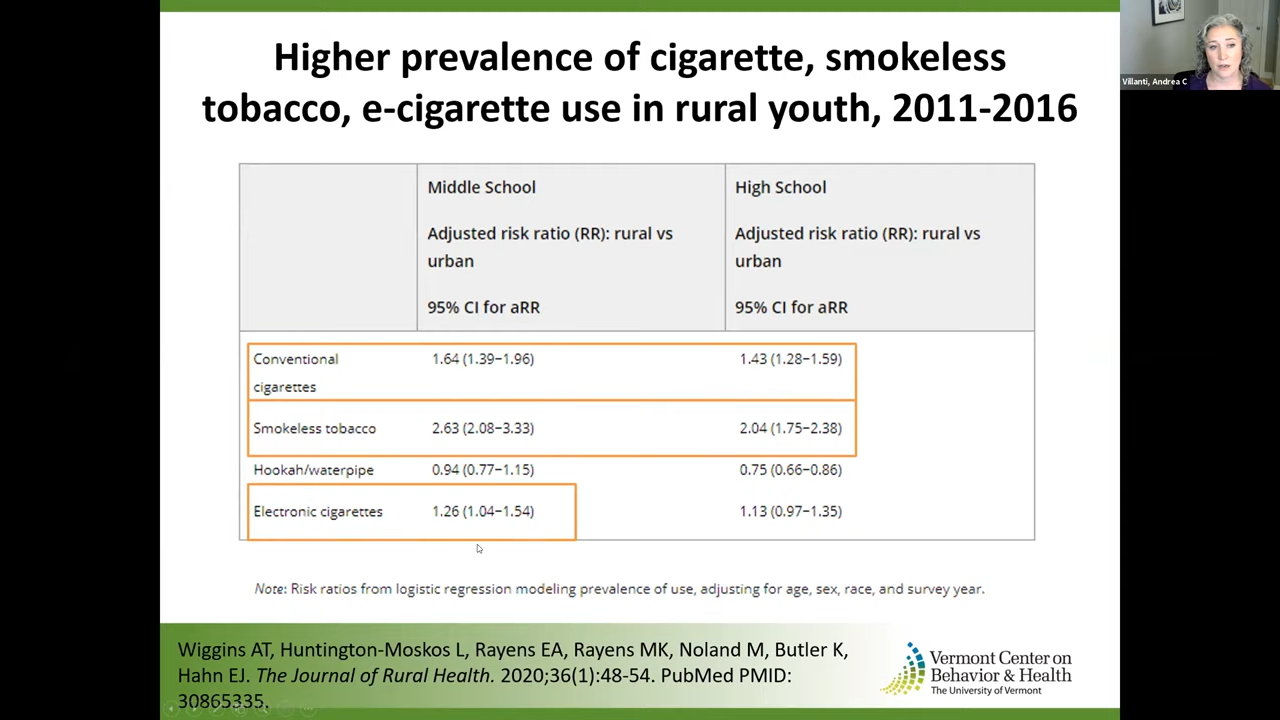 Higher prevalence of cigarette, smokeless
tobacco, e-cigarette use in rural youth, 2011-2016
Villanti, Andrea C
Middle School
Adjusted risk ratio (RR): rural vs
urban
95% CI for aRR
High School
Adjusted risk ratio (RR): rural vs
urban
95% CI for aRR
Conventional
cigarettes
1.64 (1.39−1.96)
1.43 (1.28−1.59)
Smokeless tobacco
2.63 (2.08−3.33)
2.04 (1.75−2.38)
Hookah/waterpipe
0.94 (0.77−1.15)
0.75 (0.66−0.86)
Electronic cigarettes
1.26 (1.04−1.54)
1.13 (0.97−1.35)
Note: Risk ratios from logistic regression modeling prevalence of use, adjusting for age, sex, race, and survey year.
Wiggins AT, Huntington-Moskos L, Rayens EA, Rayens MK, Noland M, Butler K,
Hahn EJ. The Journal of Rural Health. 2020;36(1):48-54. PubMed PMID:
30865335.
Vermont Center on
Behavior & Health
The University of Vermont